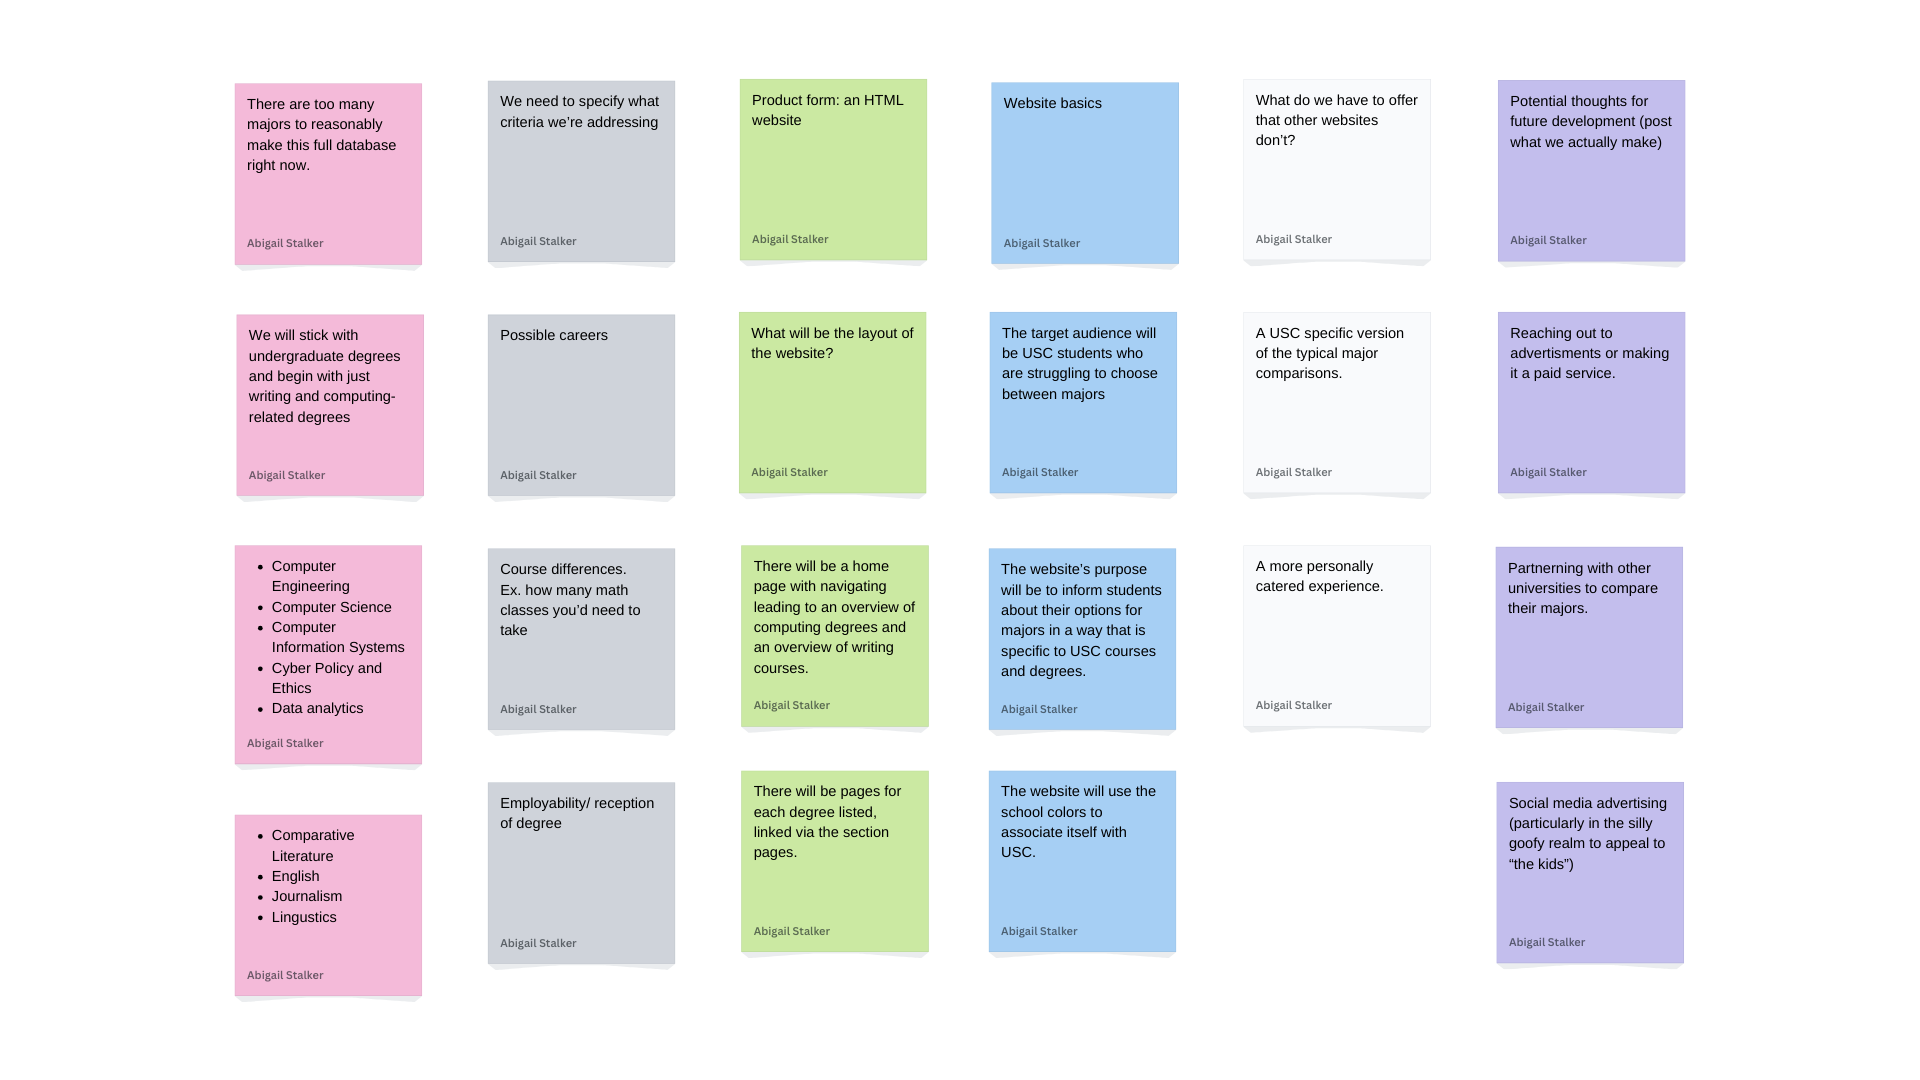 There are too many
majors to reasonably
make this full database
right now.
Abigail Stalker
We will stick with
undergraduate degrees
and begin with just
writing and computing-
related degrees
Abigail Stalker
• Computer
Engineering
• Computer Science
• Computer
Information Systems
• Cyber Policy and
Ethics
• Data analytics
Abigail Stalker
• Comparative
Literature
• English
• Journalism
• Lingustics
Abigail Stalker
We need to specify what
criteria we’re addressing
Abigail Stalker
Possible careers
Abigail Stalker
Course differences.
Ex. how many math
classes you’d need to
take
Abigail Stalker
Employability/ reception
of degree
Abigail Stalker
Product form: an HTML
website
Abigail Stalker
What will be the layout of
the website?
Abigail Stalker
There will be a home
page with navigating
leading to an overview of
computing degrees and
an overview of writing
courses.
Abigail Stalker
There will be pages for
each degree listed,
linked via the section
pages.
Abigail Stalker
Website basics
Abigail Stalker
The target audience will
be USC students who
are struggling to choose
between majors
Abigail Stalker
The website’s purpose
will be to inform students
about their options for
majors in a way that is
specific to USC courses
and degrees.
Abigail Stalker
The website will use the
school colors to
associate itself with
USC.
Abigail Stalker
What do we have to offer
that other websites
don’t?
Abigail Stalker
A USC specific version
of the typical major
comparisons.
Abigail Stalker
A more personally
catered experience.
Abigail Stalker
Potential thoughts for
future development (post
what we actually make)
Abigail Stalker
Reaching out to
advertisments or making
it a paid service.
Abigail Stalker
Partnerning with other
universities to compare
their majors.
Abigail Stalker
Social media advertising
(particularly in the silly
goofy realm to appeal to
“the kids”)
Abigail Stalker